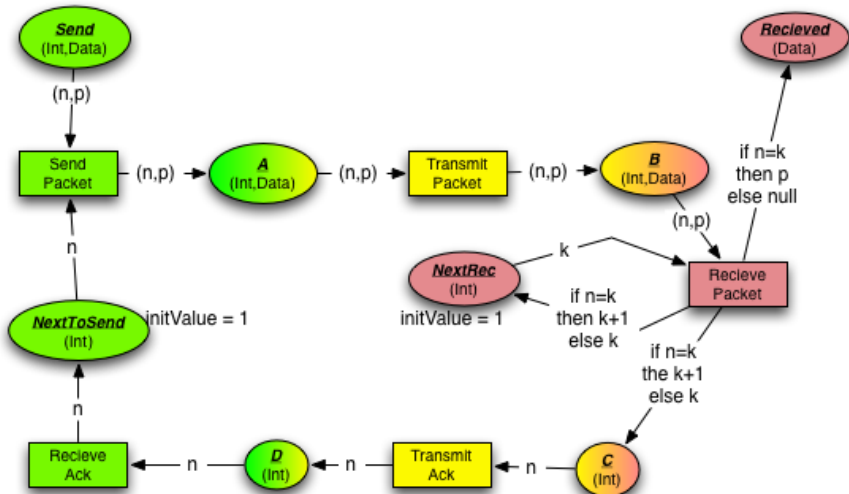 Send
(Int,Data)
Recieved
(Data)
(n,p)
if n=k
then p
else null
Send
Packet
(n,p)
A
(Int,Data)
(n,p)
Transmit
Packet
(n,p)
B
(Int,Data)
(n,p)
n
k
NextRec
(Int)
initValue = 1
Recieve
Packet
if n=k
then k+1
else k
NextToSend
(Int)
initValue = 1
if n=k
the k+1
else k
n
Recieve
Ack
n
D
(Int)
n
Transmit
Ack
n
C
(Int)